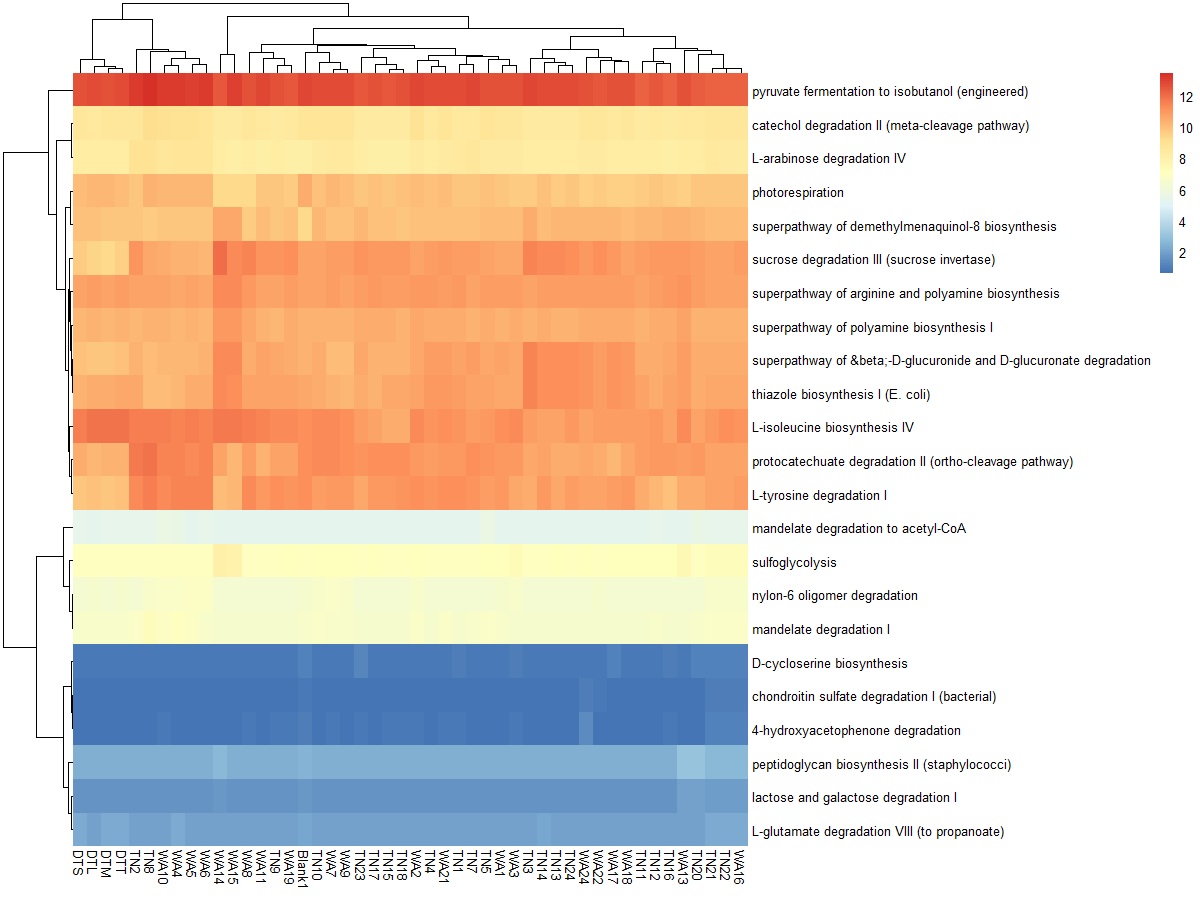 pyruvate fermentation to isobutanol (engineered)
catechol degradation II (meta-cleavage pathway)
L-arabinose degradation IV
photorespiration
superpathway of demethylmenaquinol-8 biosynthesis
sucrose degradation III (sucrose invertase)
superpathway of arginine and polyamine biosynthesis
superpathway of polyamine biosynthesis I
superpathway of &beta;-D-glucuronide and D-glucuronate degradation
thiazole biosynthesis I (E. coli)
L-isoleucine biosynthesis IV
protocatechuate degradation II (ortho-cleavage pathway)
L-tyrosine degradation I
mandelate degradation to acetyl-CoA
sulfoglycolysis
nylon-6 oligomer degradation
mandelate degradation I
D-cycloserine biosynthesis
chondroitin sulfate degradation I (bacterial)
4-hydroxyacetophenone degradation
peptidoglycan biosynthesis II (staphylococci)
lactose and galactose degradation I
L-glutamate degradation VIII (to propanoate)
12
10
8
6
4
2
DTS
DTL
DTM
DTT
TN2
TN8
WA10
WA4
WA5
WA6
WA14
WA15
WA8
WA11
TN9
WA19
Blank1
TN10
WA7
WA9
TN23
TN17
TN15
TN18
WA2
TN4
WA21
TN1
TN7
TN5
WA1
WA3
TN3
TN14
TN13
TN24
WA24
WA22
WA17
WA18
TN11
TN12
TN16
WA13
TN20
TN21
TN22
WA16